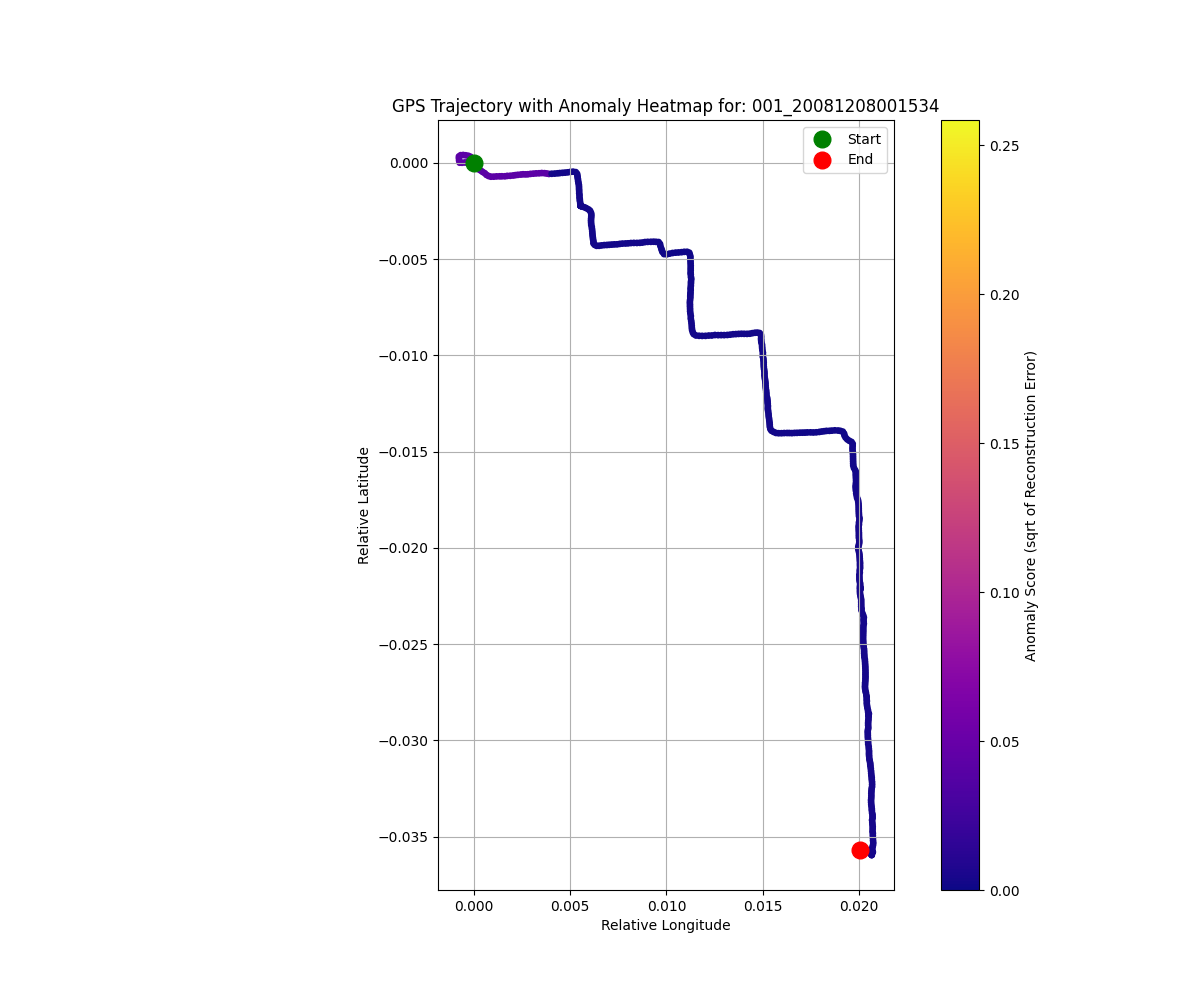 GPS Trajectory with Anomaly Heatmap for: 001_20081208001534
Start
End
0.000
−0.005
−0.010
−0.015
−0.020
−0.025
−0.030
−0.035
Relative Latitude
0.000 0.005 0.010 0.015 0.020
Relative Longitude
0.25
0.20
0.15
0.10
0.05
0.00
Anomaly Score (sqrt of Reconstruction Error)